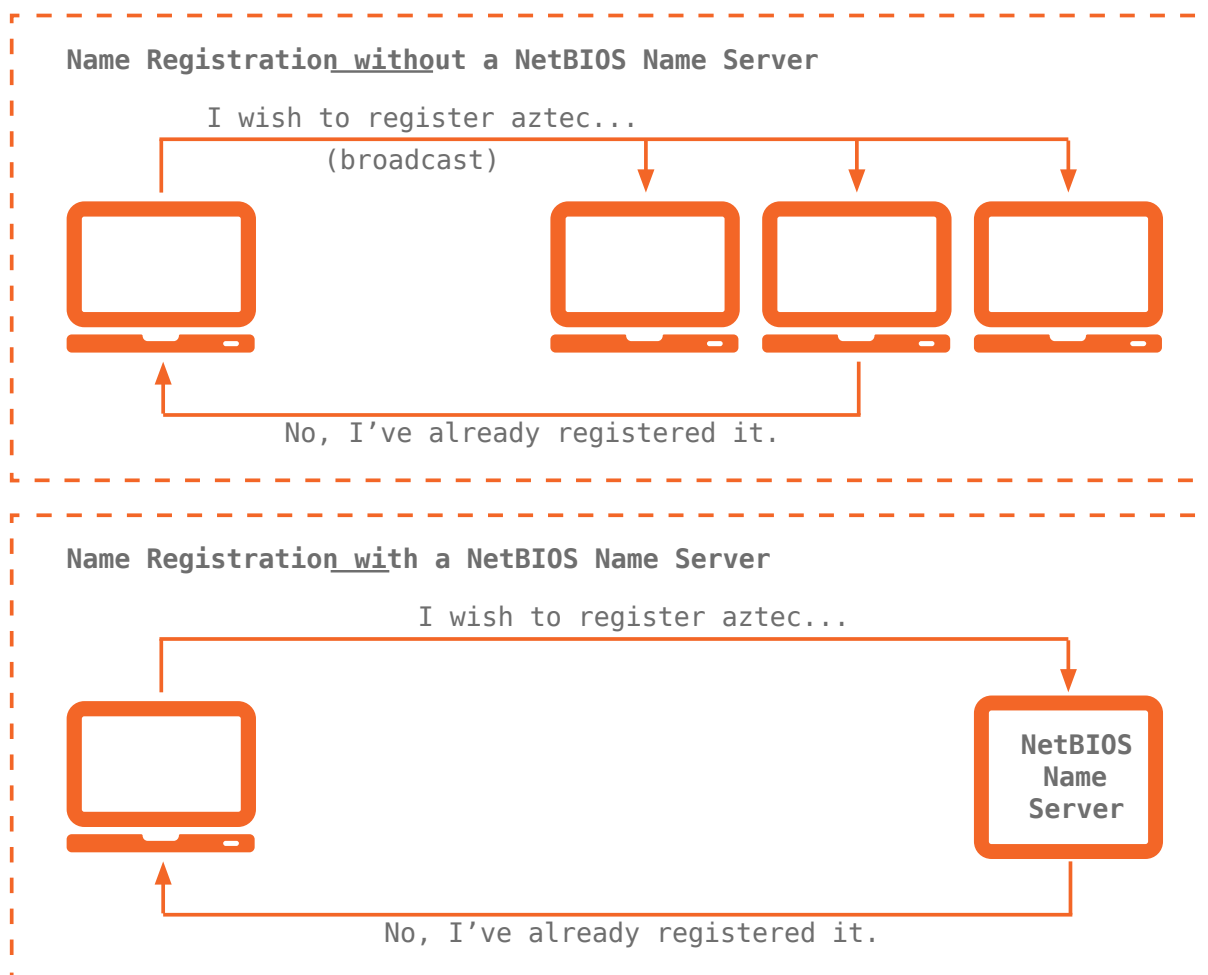 Name Registration without a NetBIOS Name Server
I wish to register aztec...
(broadcast)
No, I’ve already registered it.
Name Registration with a NetBIOS Name Server
I wish to register aztec...
NetBIOS
Name
Server
No, I’ve already registered it.